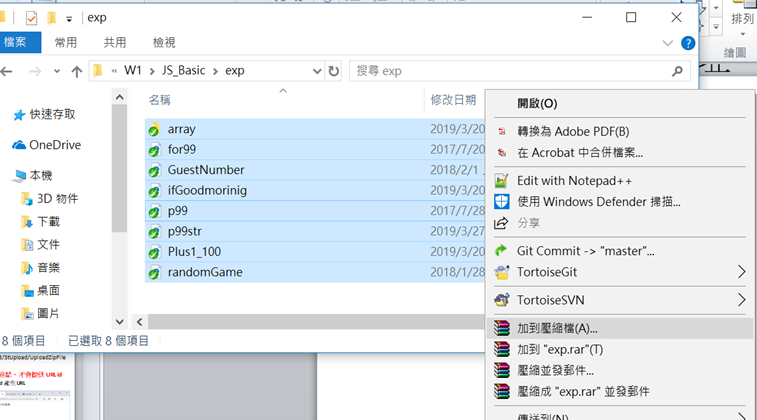 exp
排列
檔案 常用 共用 檢視
繪圖
« W1 > JS_Basic > exp
搜尋 exp
名稱 修改日期
快速存取
OneDrive
本機
3D 物件
下載
文件
音樂
桌面
圖片
array 2019/3/20
for99 2017/7/20
GuestNumber 2018/2/1
ifGoodmorinig 2019/3/20
p99 2017/7/28
p99str 2019/3/27
Plus1_100 2019/3/20
randomGame 2018/1/28
8 個項目 已選取 8 個項目
開啟(O)
轉換為 Adobe PDF(B)
在 Acrobat 中合併檔案...
Edit with Notepad++
使用 Windows Defender 掃描...
分享
Git Commit -> "master"...
TortoiseGit
TortoiseSVN
加到壓縮檔(A)...
加到 "exp.rar"(T)
壓縮並發郵件...
壓縮成 "exp.rar" 並發郵件
傳送到(N)
/StUpload/UploadZipFile